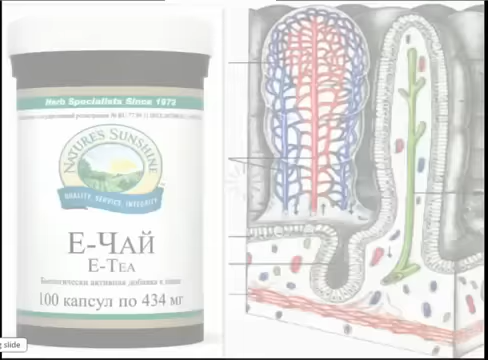 Herb Specialists Since 1972
NATURE'S SUNSHINE
QUALITY, SERVICE, INTEGRITY
Е-ЧАЙ
E-TEA
Биологически активная добавка к пище
100 капсул по 434 мг
slide